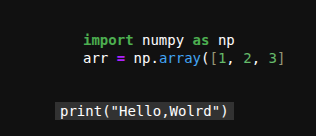 import numpy as np
arr = np.array([1, 2, 3]
print("Hello,Wolrd")